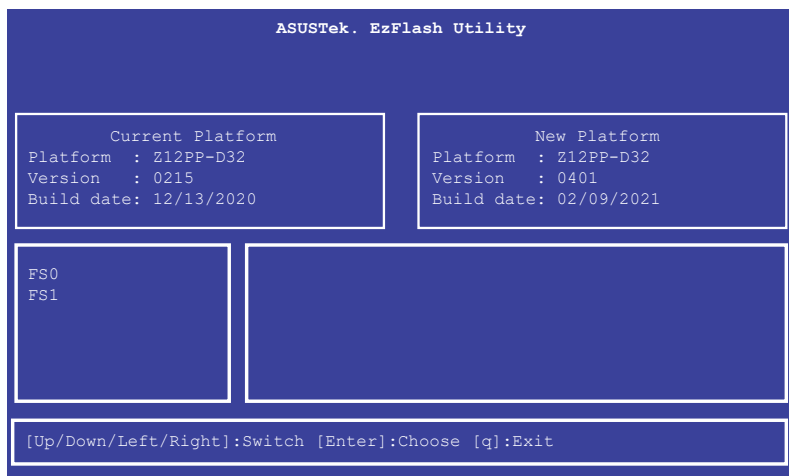 ASUSTek. EzFlash Utility
Current Platform
Platform : Z12PP-D32
Version : 0215
Build date: 12/13/2020
New Platform
Platform : Z12PP-D32
Version : 0401
Build date: 02/09/2021
FS0
FS1
[Up/Down/Left/Right]:Switch [Enter]:Choose [q]:Exit